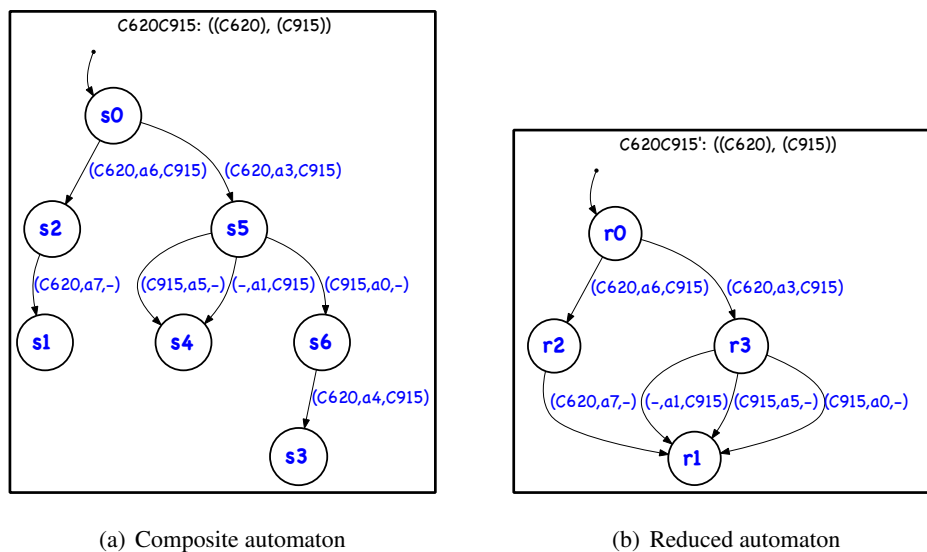 C620C915: ((C620), (C915))
s0
(C620,a6,C915) (C620,a3,C915)
s2 s5
(C620,a7,-) (C915,a5,-) (-,a1,C915) (C915,a0,-)
s1 s4 s6
(C620,a4,C915)
s3
(a) Composite automaton
C620C915': ((C620), (C915))
r0
(C620,a6,C915) (C620,a3,C915)
r2 r3
(C620,a7,-) (-,a1,C915) (C915,a5,-) (C915,a0,-)
r1
(b) Reduced automaton